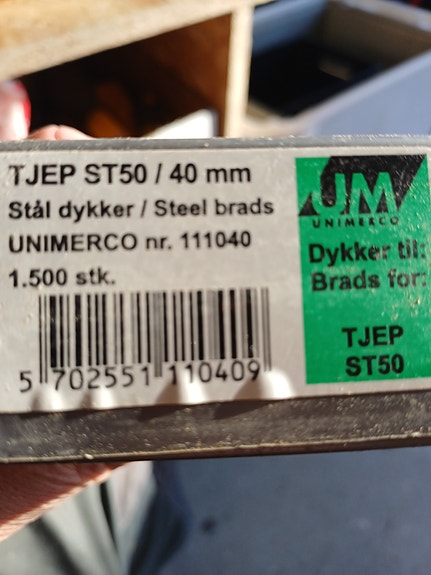 TJEP ST50 / 40 mm
Stål dykker / Steel brads
UNIMERCO nr. 111040
1.500 stk.
5 702551 110409
UM
UNIMERCO
Dykker til:
Brads for:
TJEP
ST50